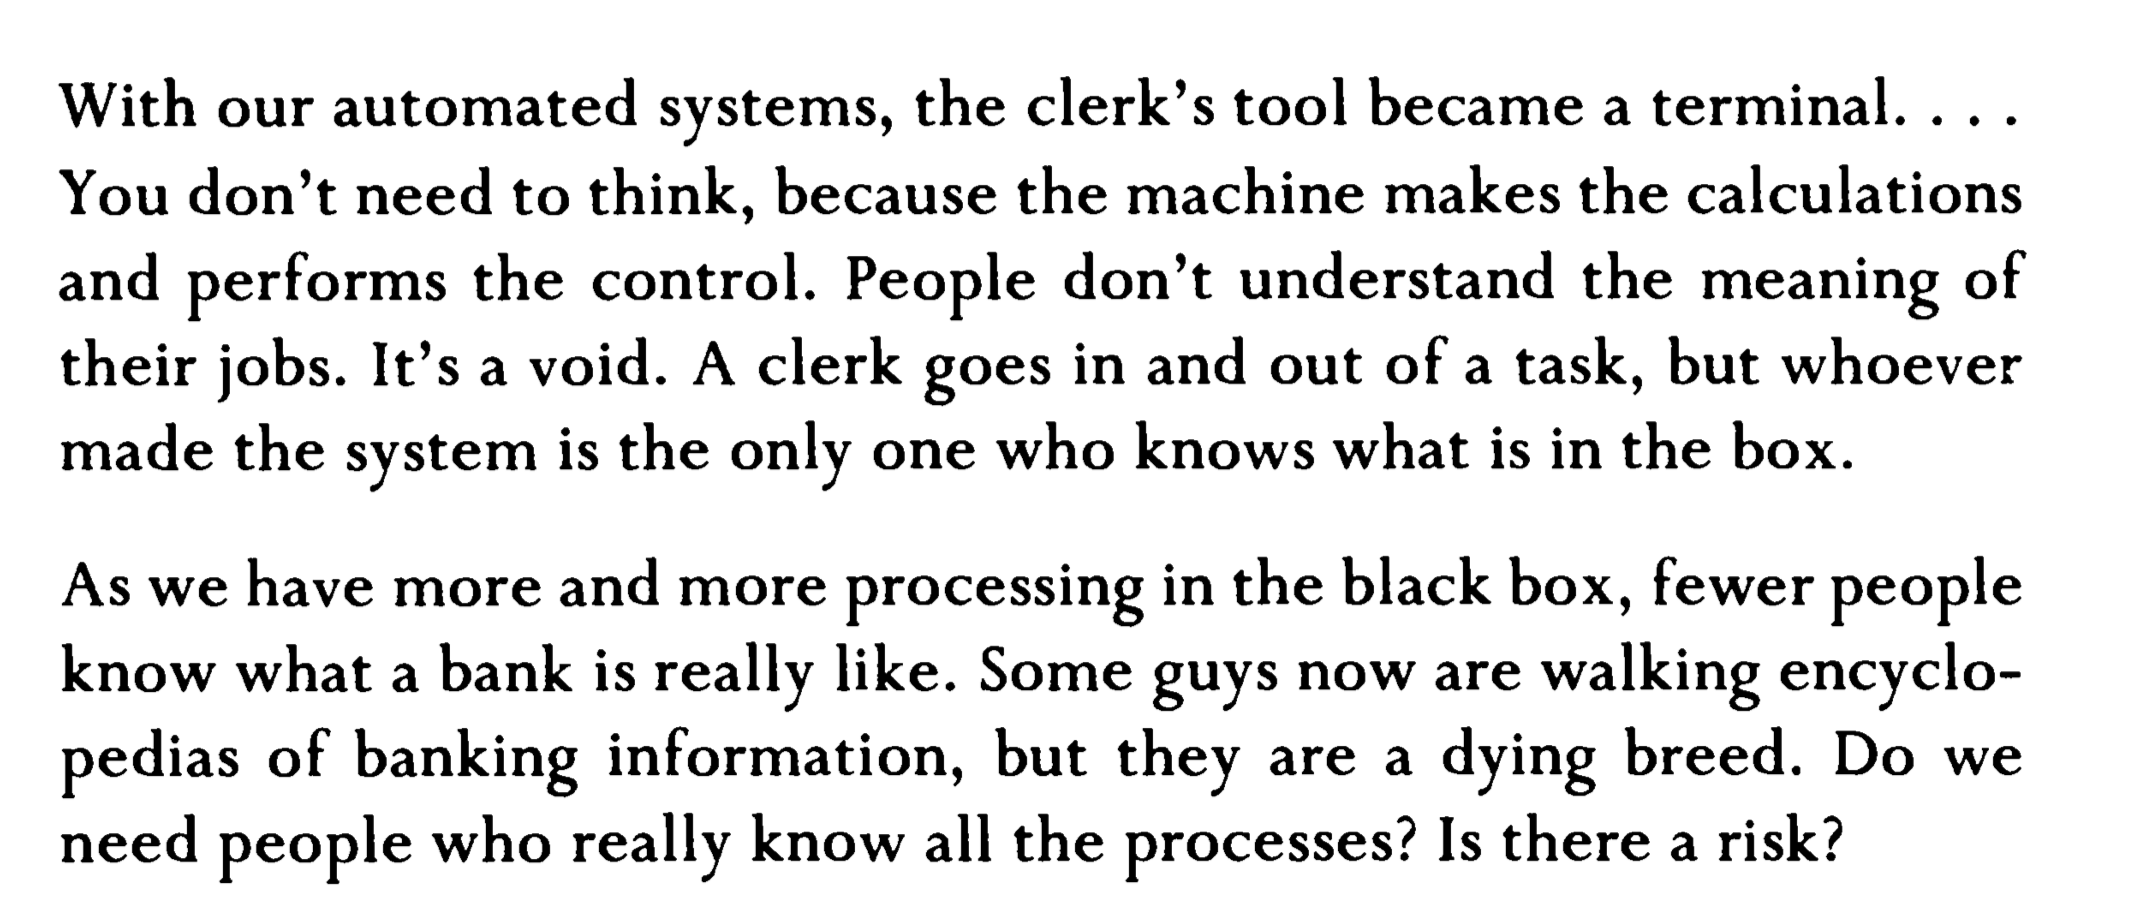 With our automated systems, the clerk’s tool became a terminal. . . .
You don’t need to think, because the machine makes the calculations
and performs the control. People don’t understand the meaning of
their jobs. It’s a void. A clerk goes in and out of a task, but whoever
made the system is the only one who knows what is in the box.
As we have more and more processing in the black box, fewer people
know what a bank is really like. Some guys now are walking encyclo-
pedias of banking information, but they are a dying breed. Do we
need people who really know all the processes? Is there a risk?